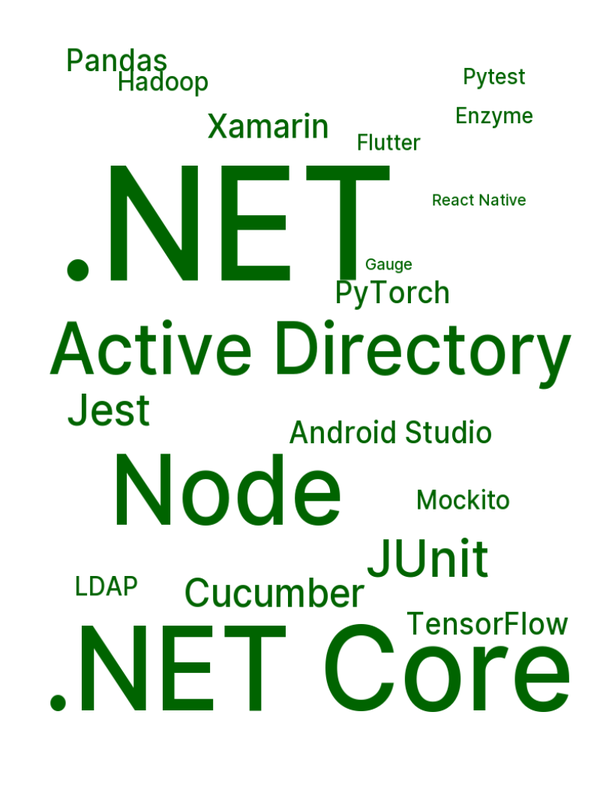 Pandas
Hadoop
Pytest
Enzyme
Xamarin
Flutter
.NET
React Native
Gauge
PyTorch
Active Directory
Jest
Android Studio
Node
Mockito
JUnit
LDAP
Cucumber
TensorFlow
.NET Core